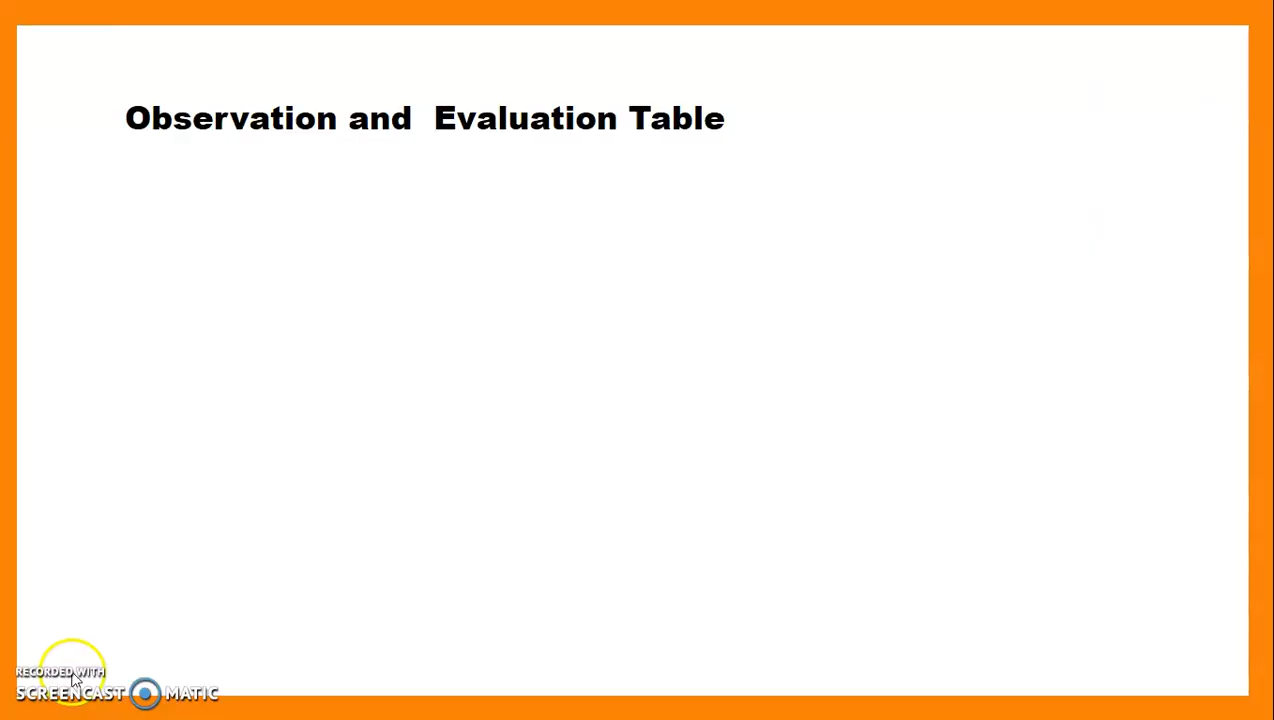 Observation and  Evaluation Table
RECORDED WITH
SCREENCAST MATIC